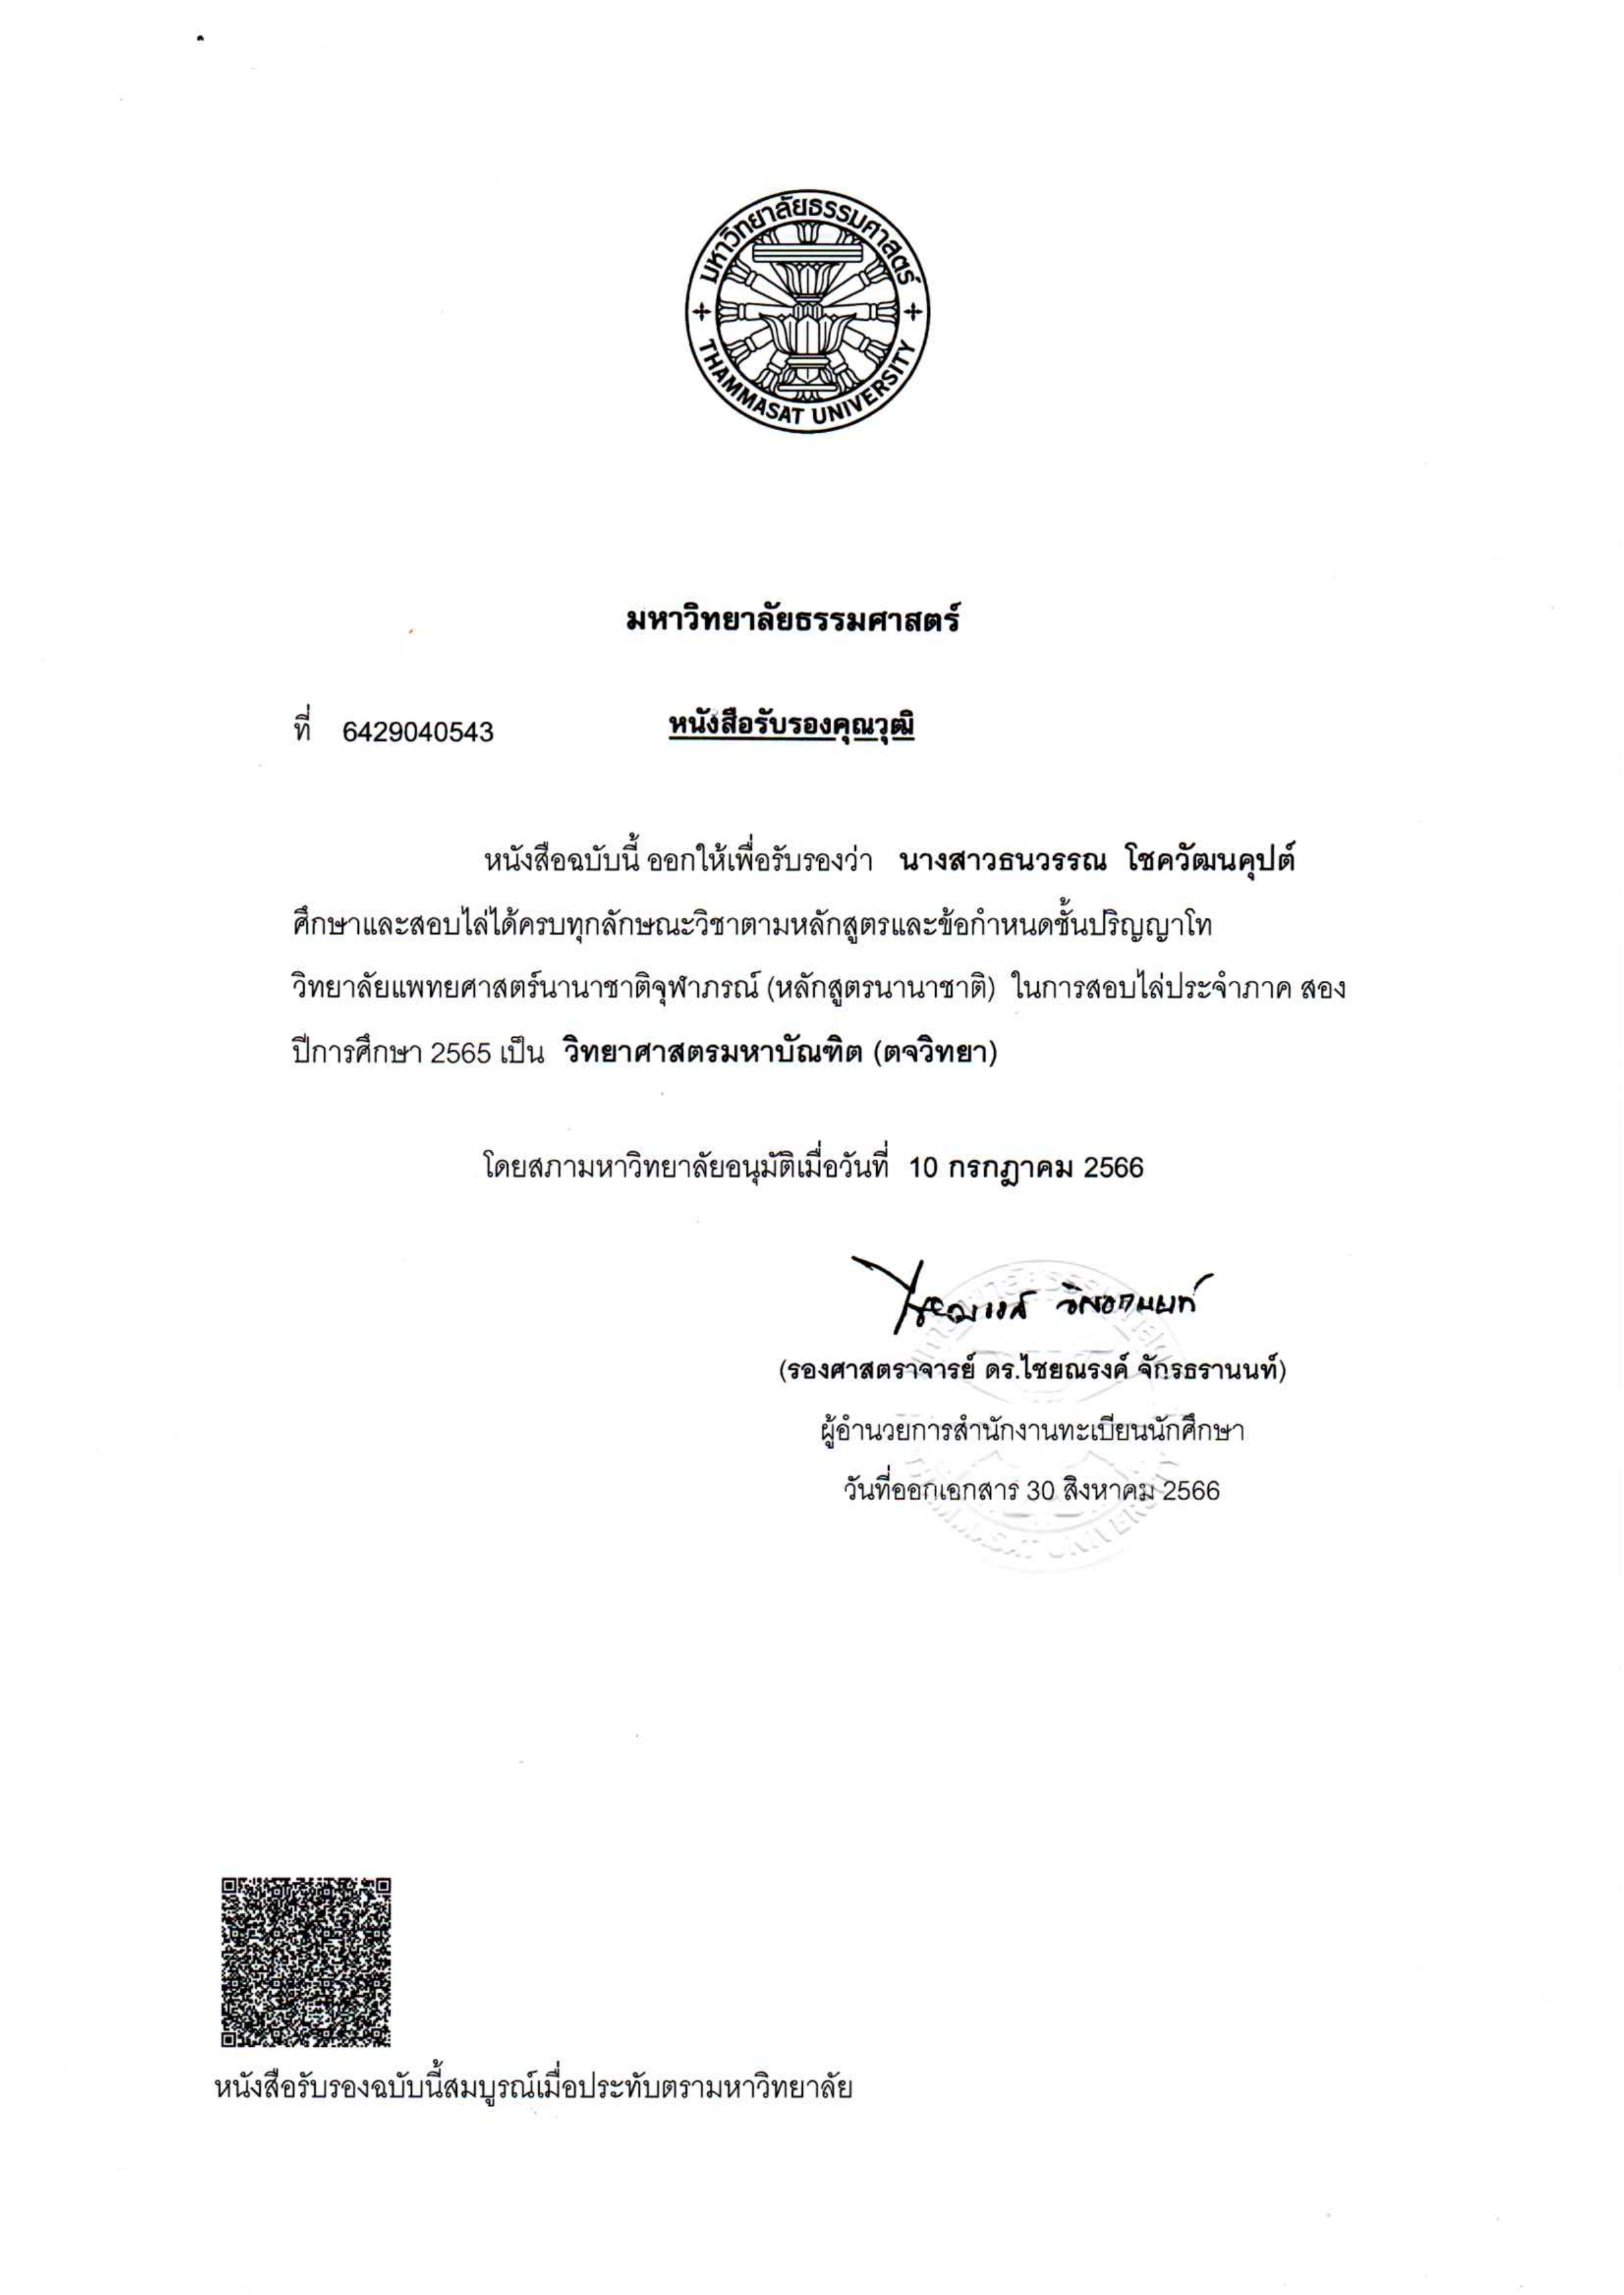 มหาวิทยาลัยธรรมศาสตร์
THAMMASAT UNIVERSITY
มหาวิทยาลัยธรรมศาสตร์
ที่ 6429040543 หนังสือรับรองคุณวุฒิ
หนังสือฉบับนี้ ออกให้เพื่อรับรองว่า นางสาวธนวรรณ โชควัฒนคุปต์
ศึกษาและสอบไล่ได้ครบทุกลักษณะวิชาตามหลักสูตรและข้อกำหนดชั้นปริญญาโท
วิทยาลัยแพทยศาสตร์นานาชาติจุฬาภรณ์ (หลักสูตรนานาชาติ) ในการสอบไล่ประจำภาค สอง
ปีการศึกษา 2565 เป็น วิทยาศาสตรมหาบัณฑิต (ตจวิทยา)
โดยสภามหาวิทยาลัยอนุมัติเมื่อวันที่ 10 กรกฎาคม 2566
(รองศาสตราจารย์ ดร.ไชยณรงค์ จักรธรานนท์)
ผู้อำนวยการสำนักงานทะเบียนนักศึกษา
วันที่ออกเอกสาร 30 สิงหาคม 2566
หนังสือรับรองฉบับนี้สมบูรณ์เมื่อประทับตรามหาวิทยาลัย